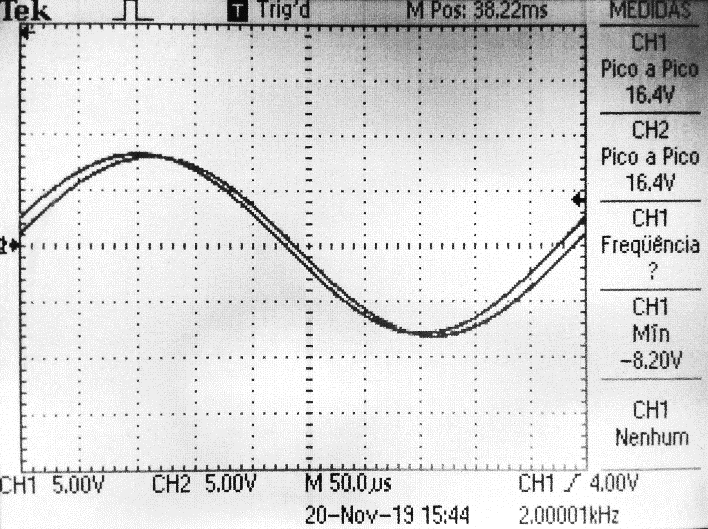 Tek T Trig'd M Pos: 38.22ms MEDIDAS
CH1
Pico a Pico
16.4V
CH2
Pico a Pico
16.4V
CH1
Freqüência
?
CH1
Mín
-8.20V
CH1
Nenhum
CH1 5.00V CH2 5.00V M 50.0µs CH1 4.00V
20-Nov-19 15:44 2.00001kHz